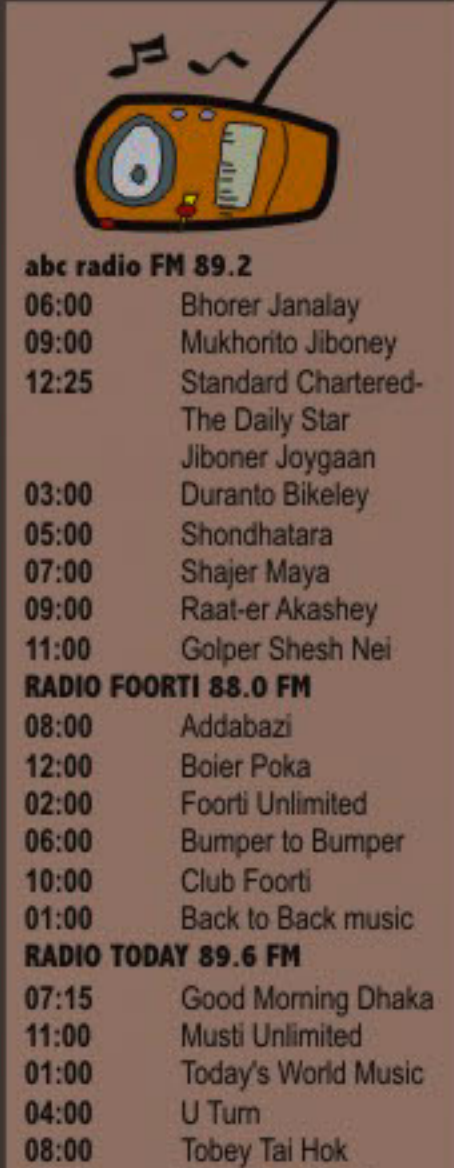 abc radio FM 89.2
06:00 Bhorer Janalay
09:00 Mukhorito Jiboney
12:25 Standard Chartered-
The Daily Star
Jiboner Joygaan
03:00 Duranto Bikeley
05:00 Shondhatara
07:00 Shajer Maya
09:00 Raat-er Akashey
11:00 Golper Shesh Nei
RADIO FOORTI 88.0 FM
08:00 Addabazi
12:00 Boier Poka
02:00 Foorti Unlimited
06:00 Bumper to Bumper
10:00 Club Foorti
01:00 Back to Back music
RADIO TODAY 89.6 FM
07:15 Good Morning Dhaka
11:00 Musti Unlimited
01:00 Today's World Music
04:00 U Turn
08:00 Tobey Tai Hok